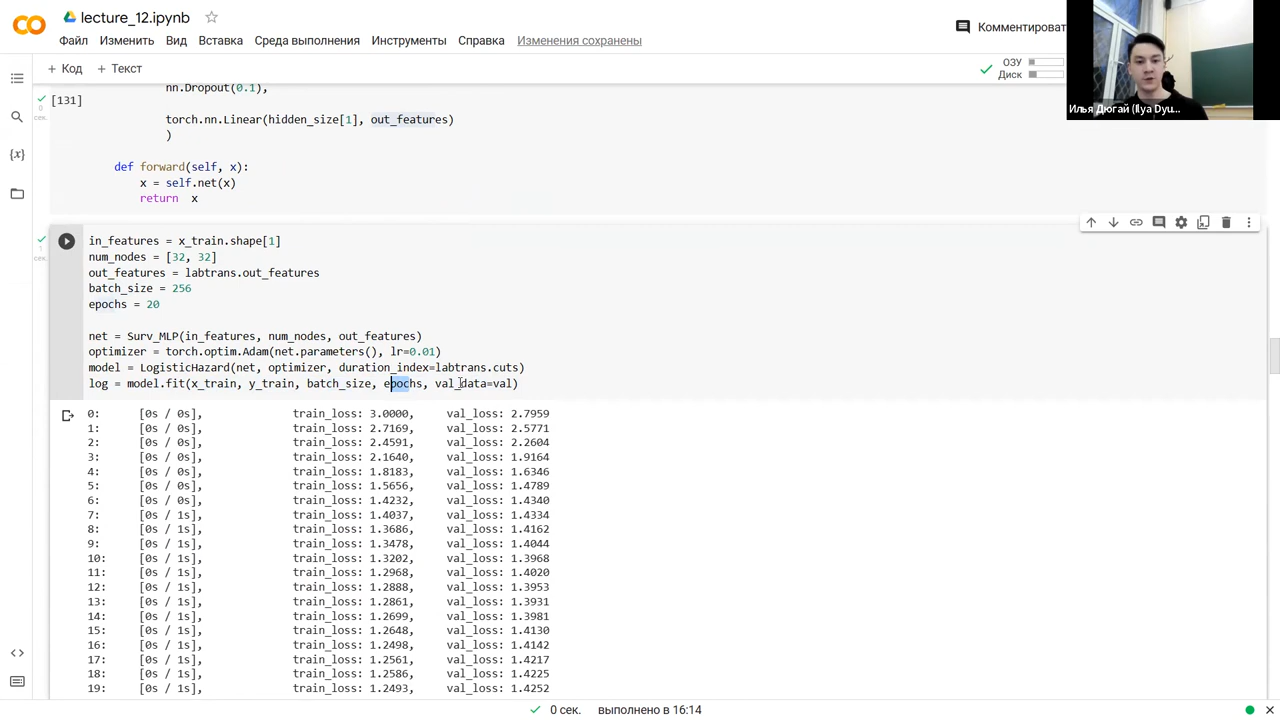 lecture_12.ipynb
Файл Изменить Вид Вставка Среда выполнения Инструменты Справка Изменения сохранены
Комментироват
+ Код + Текст
ОЗУ
Диск
Илья Дюгай (Ilya Dyu...
[131]
0
сек.
nn.Dropout(0.1),
torch.nn.Linear(hidden_size[1], out_features)
)
def forward(self, x):
x = self.net(x)
return x
in_features = x_train.shape[1]
num_nodes = [32, 32]
out_features = labtrans.out_features
batch_size = 256
epochs = 20
net = Surv_MLP(in_features, num_nodes, out_features)
optimizer = torch.optim.Adam(net.parameters(), lr=0.01)
model = LogisticHazard(net, optimizer, duration_index=labtrans.cuts)
log = model.fit(x_train, y_train, batch_size, epochs, val_data=val)
0: [0s / 0s], train_loss: 3.0000, val_loss: 2.7959
1: [0s / 0s], train_loss: 2.7169, val_loss: 2.5771
2: [0s / 0s], train_loss: 2.4591, val_loss: 2.2604
3: [0s / 0s], train_loss: 2.1640, val_loss: 1.9164
4: [0s / 0s], train_loss: 1.8183, val_loss: 1.6346
5: [0s / 0s], train_loss: 1.5656, val_loss: 1.4789
6: [0s / 0s], train_loss: 1.4232, val_loss: 1.4340
7: [0s / 1s], train_loss: 1.4037, val_loss: 1.4334
8: [0s / 1s], train_loss: 1.3686, val_loss: 1.4162
9: [0s / 1s], train_loss: 1.3478, val_loss: 1.4044
10: [0s / 1s], train_loss: 1.3202, val_loss: 1.3968
11: [0s / 1s], train_loss: 1.2968, val_loss: 1.4020
12: [0s / 1s], train_loss: 1.2888, val_loss: 1.3953
13: [0s / 1s], train_loss: 1.2861, val_loss: 1.3931
14: [0s / 1s], train_loss: 1.2699, val_loss: 1.3981
15: [0s / 1s], train_loss: 1.2648, val_loss: 1.4130
16: [0s / 1s], train_loss: 1.2498, val_loss: 1.4142
17: [0s / 1s], train_loss: 1.2561, val_loss: 1.4217
18: [0s / 1s], train_loss: 1.2586, val_loss: 1.4225
19: [0s / 1s], train_loss: 1.2493, val_loss: 1.4252
0 сек. выполнено в 16:14